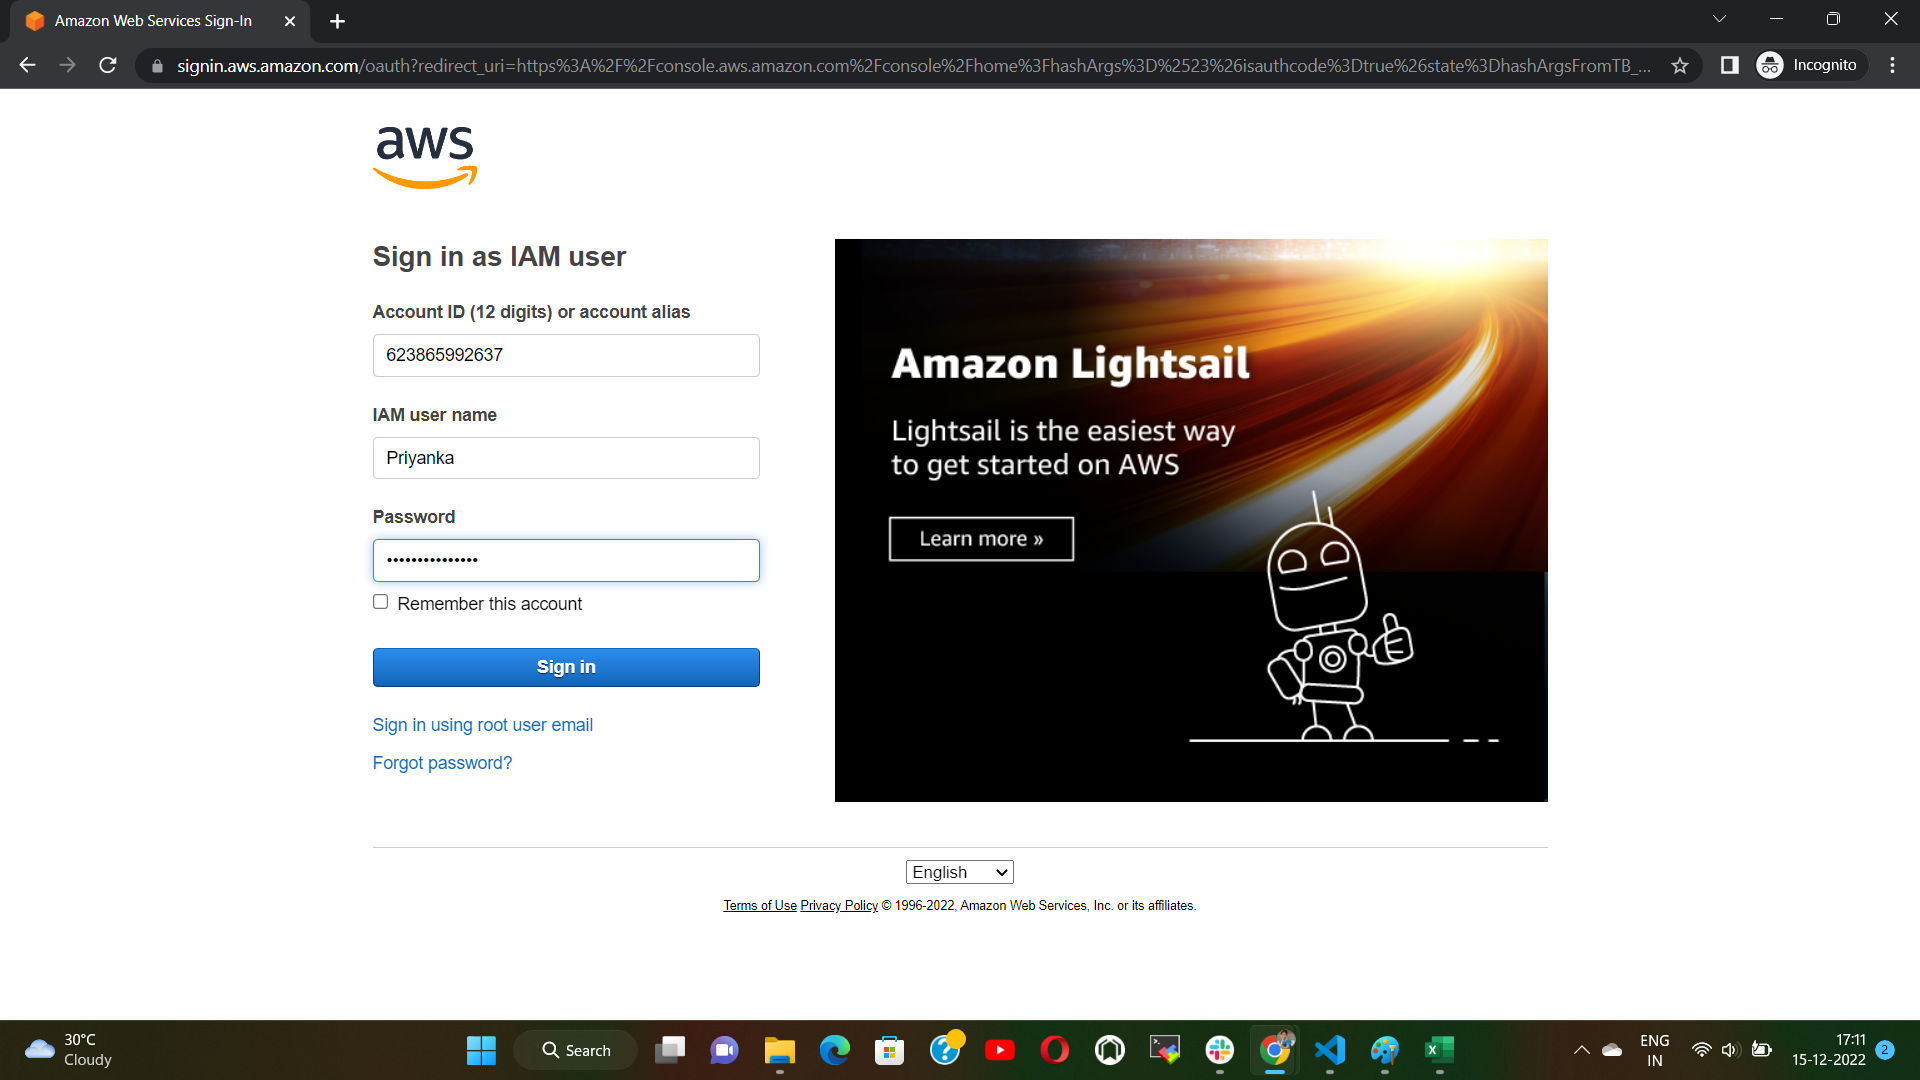 Amazon Web Services Sign-In
signin.aws.amazon.com/oauth?redirect_uri=https%3A%2F%2Fconsole.aws.amazon.com%2Fconsole%2Fhome%3FhashArgs%3D%2523%26isauthcode%3Dtrue%26state%3DhashArgsFromTB_...
Incognito
aws
Sign in as IAM user
Account ID (12 digits) or account alias
623865992637
IAM user name
Priyanka
Password
•••••••••••••••
Remember this account
Sign in
Sign in using root user email
Forgot password?
Amazon Lightsail
Lightsail is the easiest way
to get started on AWS
Learn more »
English
Terms of Use Privacy Policy © 1996-2022, Amazon Web Services, Inc. or its affiliates.
30°C
Cloudy
Search
ENG
IN
17:11
15-12-2022
2